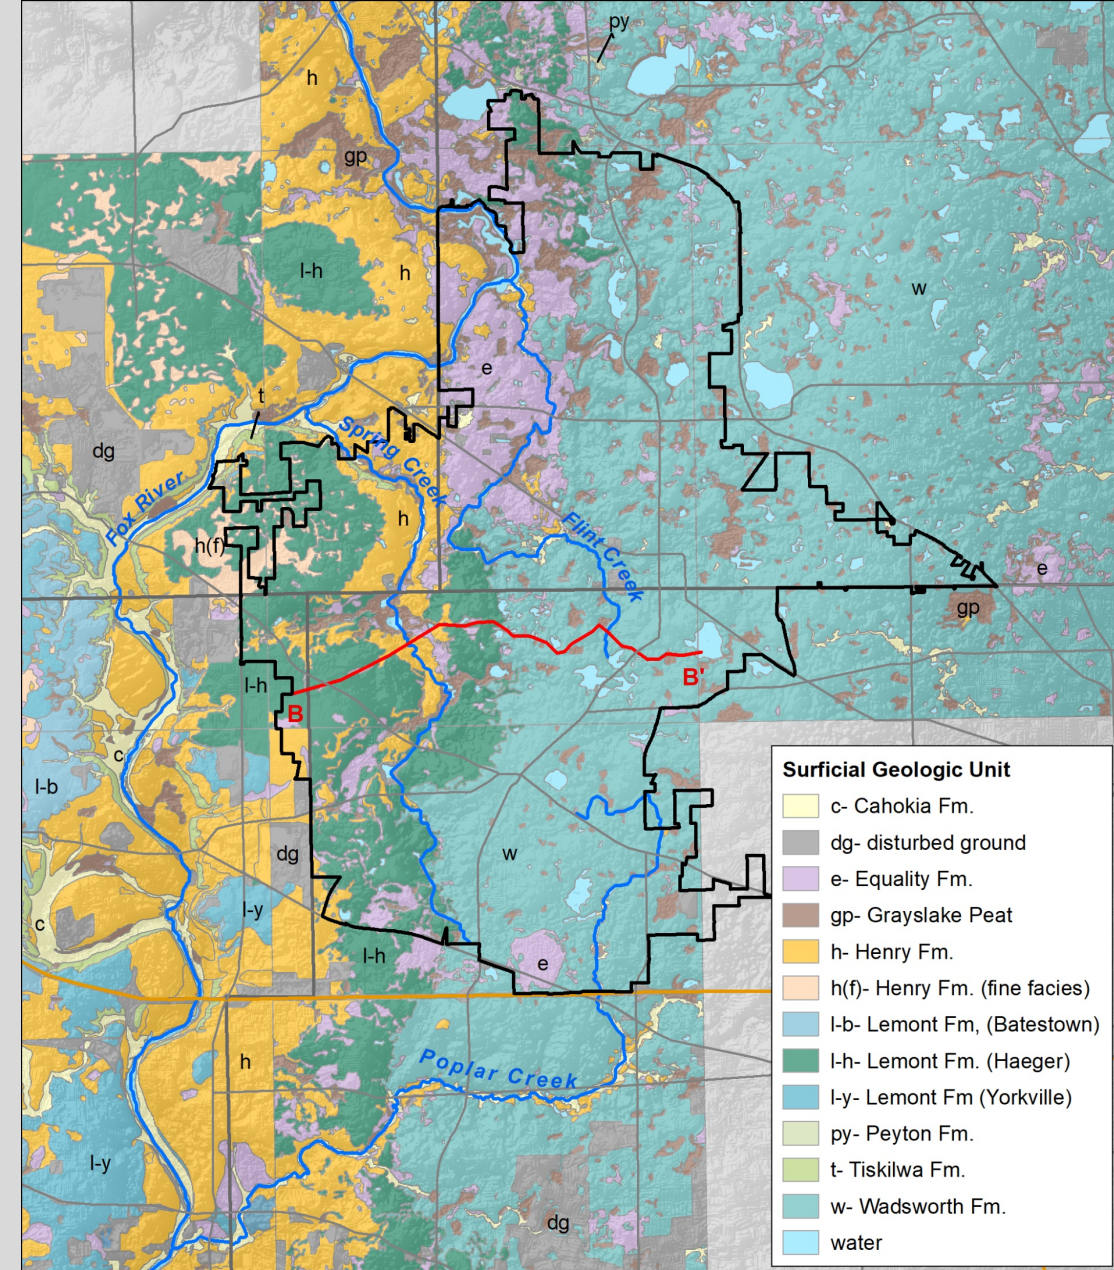 py
h
gp
l-h
h
w
e
t
Spring Creek
dg
Fox River
h
h(f)
Flint Creek
e
gp
l-h
B
B'
c
l-b
w
dg
l-y
c
l-h
e
h
Poplar Creek
l-y
dg
Surficial Geologic Unit
c- Cahokia Fm.
dg- disturbed ground
e- Equality Fm.
gp- Grayslake Peat
h- Henry Fm.
h(f)- Henry Fm. (fine facies)
l-b- Lemont Fm, (Batestown)
l-h- Lemont Fm. (Haeger)
l-y- Lemont Fm (Yorkville)
py- Peyton Fm.
t- Tiskilwa Fm.
w- Wadsworth Fm.
water